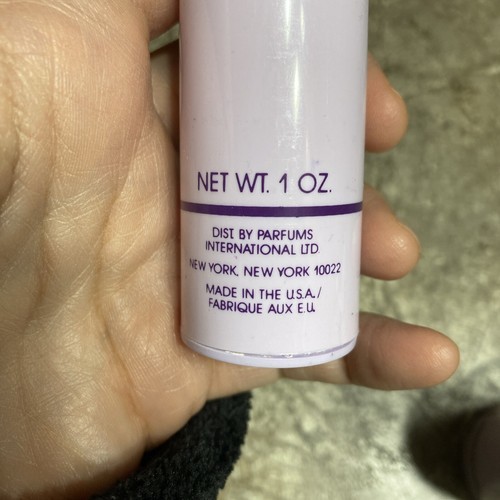 NET WT. 1 OZ.
DIST BY PARFUMS
INTERNATIONAL LTD.
NEW YORK, NEW YORK 10022
MADE IN THE U.S.A./
FABRIQUE AUX E.U.